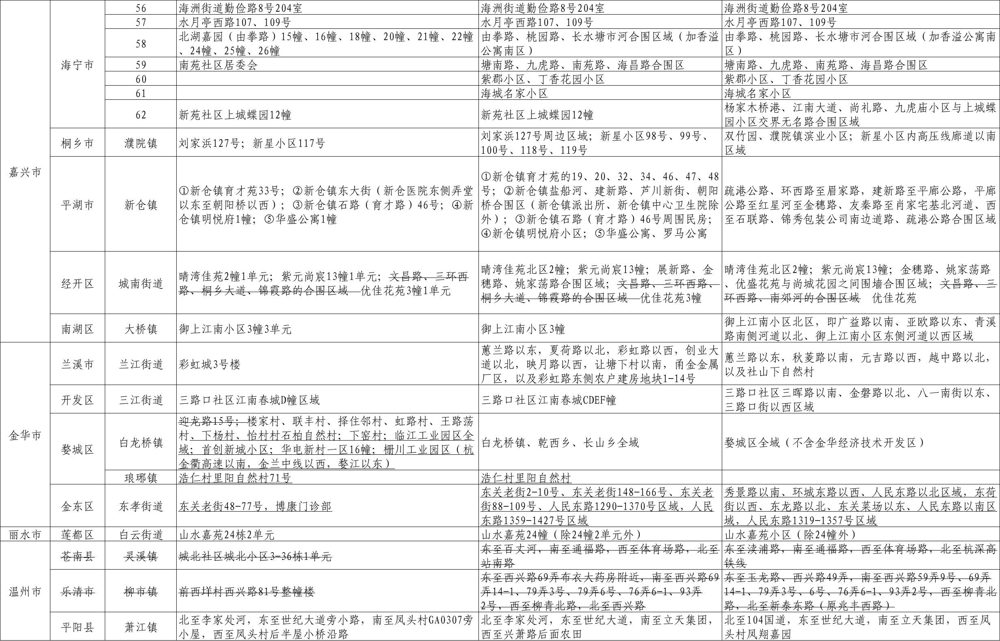 56 海洲街道勤俭路8号204室 海洲街道勤俭路8号204室 海洲街道勤俭路8号204室
57 水月亭西路107、109号 水月亭西路107、109号 水月亭西路107、109号
海宁市
58
北湖嘉园（由拳路）15幢、16幢、18幢、20幢、21幢、22幢
、24幢、25幢、26幢
由拳路、桃园路、长水塘市河合围区域（加香溢
公寓南区）
由拳路、桃园路、长水塘市河合围区域（加香溢公寓南
区）
59 南苑社区居委会 塘南路、九虎路、南苑路、海昌路合围区 塘南路、九虎路、南苑路、海昌路合围区
60 紫郡小区、丁香花园小区 紫郡小区、丁香花园小区
61 海城名家小区 海城名家小区
62 新苑社区上城蝶园12幢 新苑社区上城蝶园12幢
杨家木桥港、江南大道、尚礼路、九虎庙小区与上城蝶
园小区交界无名路合围区域
嘉兴市
桐乡市 濮院镇 刘家浜127号；新星小区117号
刘家浜127号周边区域；新星小区98号、99号、
100号、118号、119号
双竹园、濮院镇滨业小区；新星小区内高压线廊道以南
区域
平湖市 新仓镇
①新仓镇育才苑33号；②新仓镇东大街（新仓医院东侧弄堂
以东至朝阳桥以西）；③新仓镇石路（育才路）46号；④新
仓镇明悦府1幢；⑤华盛公寓1幢
①新仓镇育才苑的19、20、32、34、46、47、48
号；②新仓镇盐船河、建新路、芦川新街、朝阳
桥合围区（新仓镇派出所、新仓镇中心卫生院除
外）；③新仓镇石路（育才路）46号周围民房；
④新仓镇明悦府小区；⑤华盛公寓、罗马公寓
疏港公路、环西路至眉家路，建新路至平廊公路，平廊
公路至红星河至金穗路、友秦路至肖家宅基北河道、西
至石联路、锦秀包装公司南边道路、疏港公路合围区域
经开区 城南街道
晴湾佳苑2幢1单元；紫元尚宸13幢1单元；文昌路、三环西
路、桐乡大道、锦霞路的合围区域 优佳花苑3幢1单元
晴湾佳苑北区2幢；紫元尚宸13幢；展新路、金
穗路、姚家荡路合围区域；文昌路、三环西路、
桐乡大道、锦霞路的合围区域 优佳花苑3幢
晴湾佳苑北区2幢；紫元尚宸13幢；金穗路、姚家荡路
、优盛花苑与尚城花园之间围墙合围区域；文昌路、三
环西路、南郊河的合围区域 优佳花苑
南湖区 大桥镇 御上江南小区3幢3单元 御上江南小区3幢
御上江南小区北区，即广益路以南、亚欧路以东、青溪
路南侧河道以北、御上江南小区东侧河道以西区域
金华市
兰溪市 兰江街道 彩虹城3号楼
蕙兰路以东，夏荷路以北，彩虹路以西，创业大
道以北，映月路以西，让塘下村以南，甬金金属
厂区，以及彩虹路东侧农户建房地块1-14号
蕙兰路以东，秋菱路以南，元吉路以西，越中路以北，
以及社山下自然村
开发区 三江街道 三路口社区江南春城D幢区域 三路口社区江南春城CDEF幢
三路口社区三晖路以南、金磐路以北、八一南街以东、
三路口街以西区域
婺城区 白龙桥镇
迎龙路15号；楼家村、联丰村、择住邻村、虹路村、王路荡
村、下杨村、怡村村石柏自然村；下窑村；临江工业园区全
域；首创新城小区；华电新村一区16幢；栅川工业园区（杭
金衢高速以南，金兰中线以西，婺江以东）
白龙桥镇、乾西乡、长山乡全域
婺城区全域（不含金华经济技术开发区）
琅琊镇 浩仁村里阳自然村71号 浩仁村里阳自然村
金东区 东孝街道 东关老街48-77号，博康门诊部
东关老街2-10号、东关老街148-166号、东关老
街88-109号、人民东路1290-1370号区域，人民
东路1359-1427号区域
秀景路以南、环城东路以西、人民东路以北区域，东荷
街以西、东龙路以北、东关菜场以东、人民东路以南区
域，人民东路1319-1357号区域
丽水市 莲都区 白云街道 山水嘉苑24栋2单元 山水嘉苑24幢（除24幢2单元外） 山水嘉苑小区（除24幢外）
温州市
苍南县 灵溪镇 城北社区城北小区3-36栋1单元
东至百丈河，南至通福路，西至体育场路，北至
站南路
东至渎浦路，南至通福路，西至体育场路，北至杭深高
铁线
乐清市 柳市镇 前西垟村西兴路81号整幢楼
东至西兴路69弄布衣大药房附近，南至西兴路69
弄14-1、79弄3号、79弄6号、76弄6-1、93弄
2号，西至柳青北路，北至西兴路
东至玉龙路、西兴路49弄，南至西兴路59弄9号、69弄
14-1、79弄3号、6号、76弄6-1、93弄2号，西至柳青北
路，北至新泰东路（原兆丰西路）
平阳县 萧江镇
北至李家处河，东至世纪大道旁小路，南至凤头村GA0307旁
小屋，西至凤头村后半屋小桥沿路
北至李家处河，东至世纪大道，南至立天集团，
西至兴萧路后面农田
北至104国道，东至世纪大道，南至立天集团，西至凤
头村凤翔嘉园